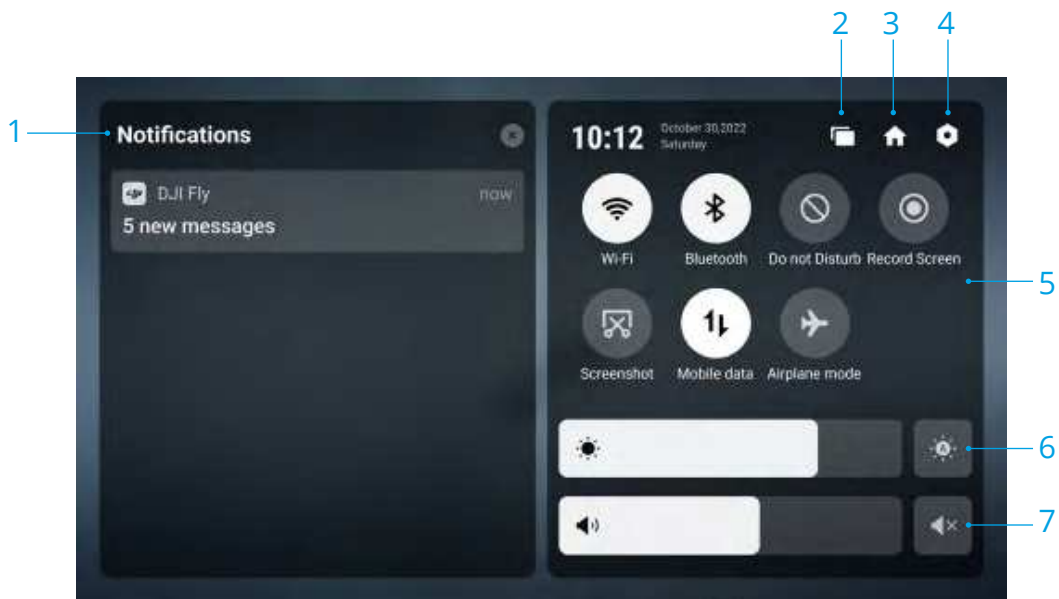 2 3 4
1
Notifications
DJI Fly now
5 new messages
10:12
October 30,2022
Saturday
Wi-Fi Bluetooth Do not Disturb Record Screen
5
Screenshot Mobile data Airplane mode
6
7